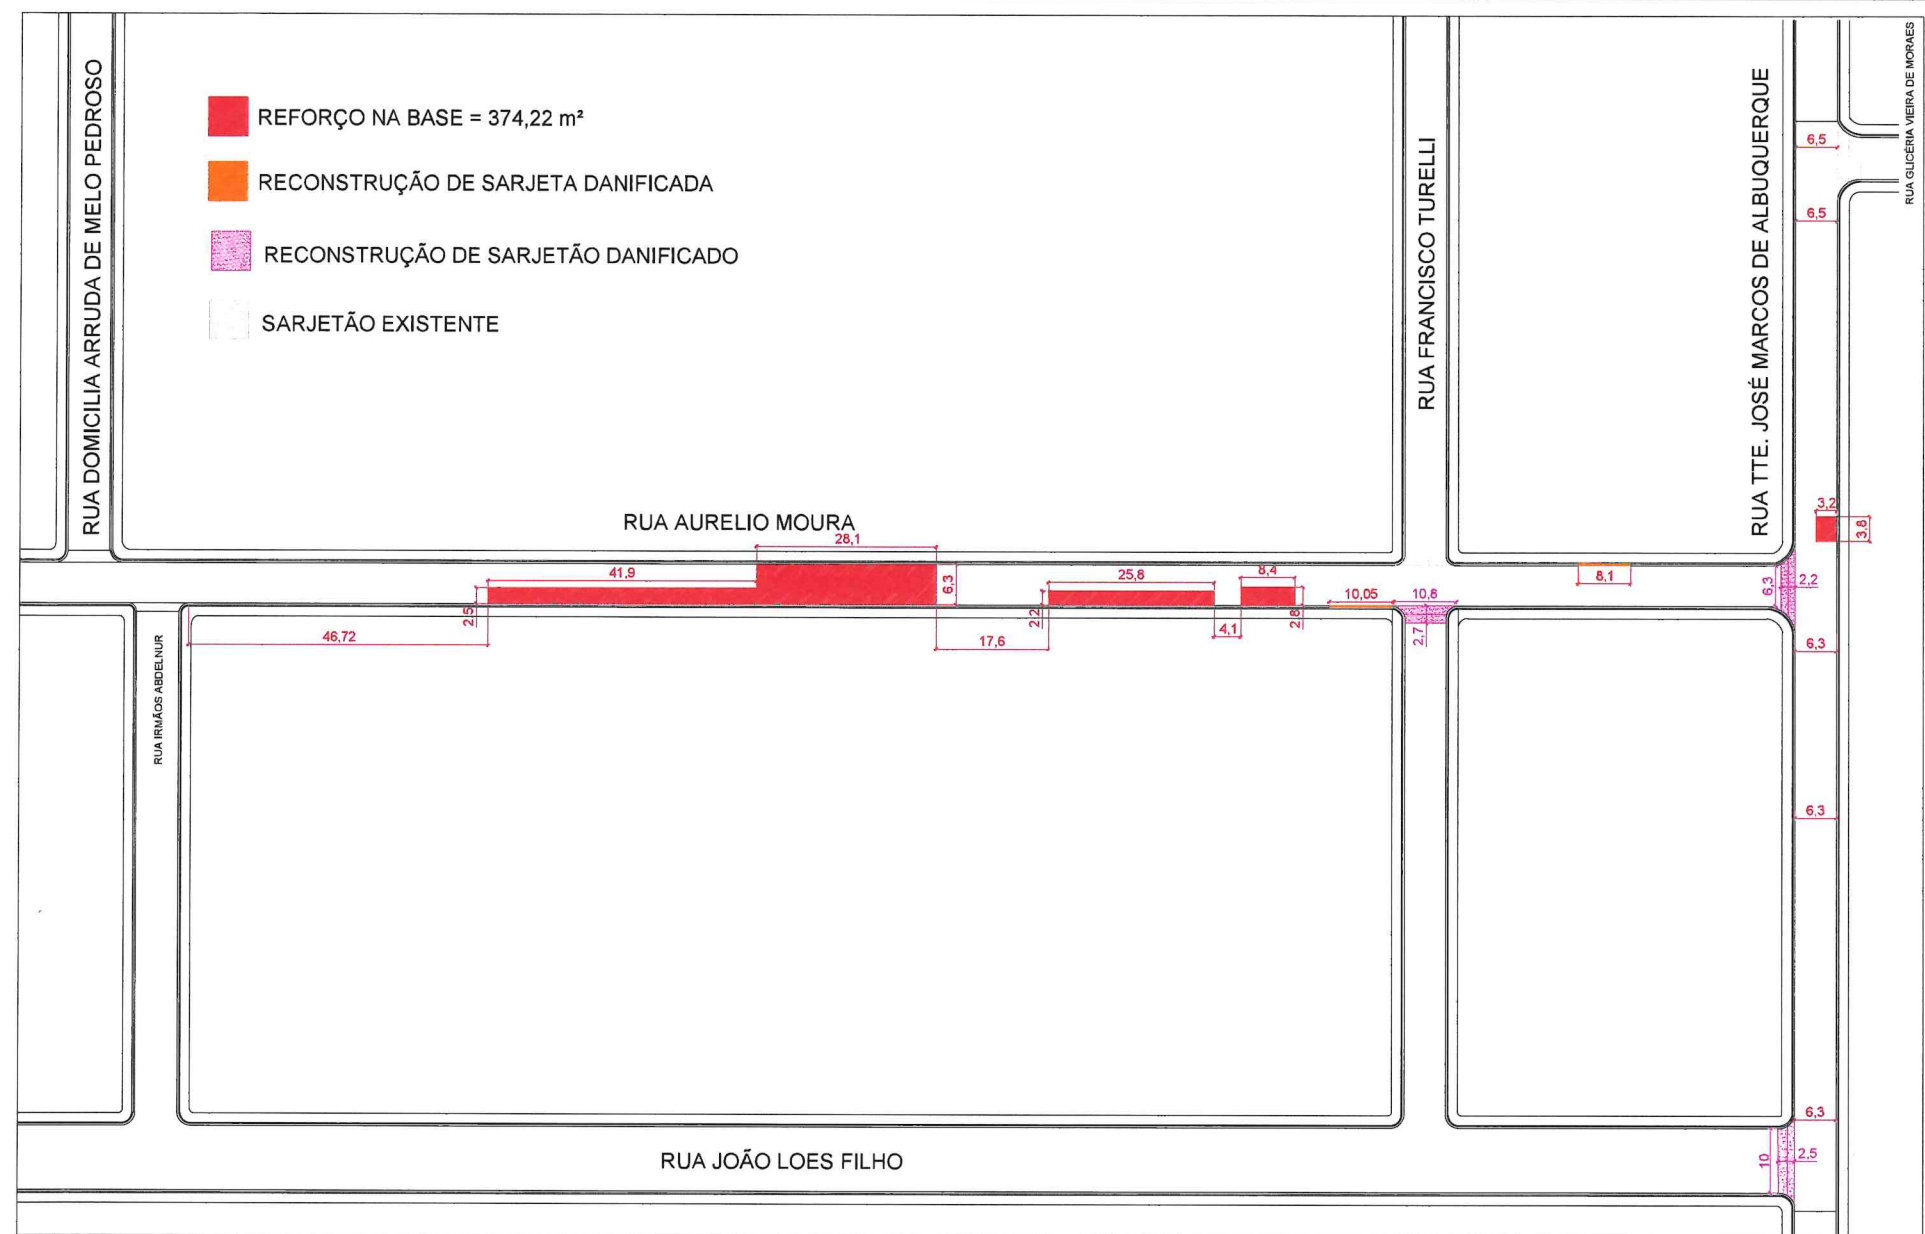 REFORÇO NA BASE = 374,22 m²
RECONSTRUÇÃO DE SARJETA DANIFICADA
RECONSTRUÇÃO DE SARJETÃO DANIFICADO
SARJETÃO EXISTENTE
RUA DOMICILIA ARRUDA DE MELO PEDROSO
RUA FRANCISCO TURELLI
RUA TTE. JOSÉ MARCOS DE ALBUQUERQUE
RUA GLICÉRIA VIEIRA DE MORAES
6,5
6,5
3,2
3,8
RUA AURELIO MOURA
28,1
41,9
6,3
25,8
8,4
8,1
6,3
2,2
2,5
2,2
2,8
10,05
10,6
2,7
46,72
17,6
4,1
6,3
RUA IRMÃOS ABDELNUR
6,3
6,3
RUA JOÃO LOES FILHO
10
2,5